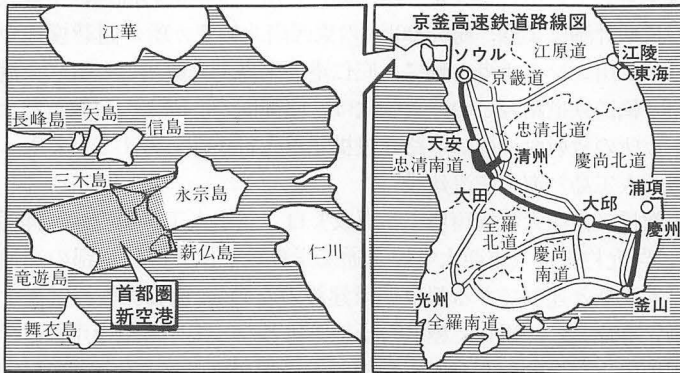 江華
長峰島
矢島
信島
三木島
永宗島
薪仏島
仁川
竜遊島
首都圏
新空港
舞衣島
京釜高速鉄道路線図
ソウル
江原道
江陵
東海
京畿道
忠清北道
天安
清州
忠清南道
慶尚北道
大田
大邱
浦項
慶州
全羅
北道
慶尚
南道
光州
釜山
全羅南道